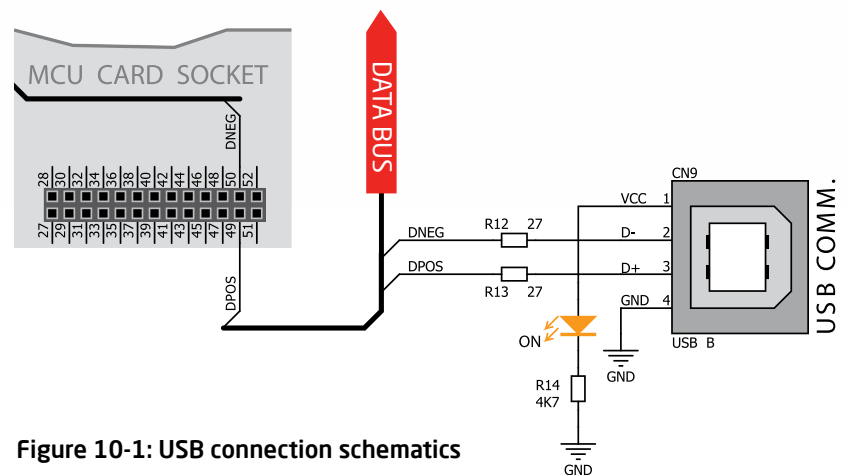 MCU CARD SOCKET
DNEG
28 30 32 34 36 38 40 42 44 46 48 50 52
27 29 31 33 35 37 39 41 43 45 47 49 51
DPOS
DATA BUS
CN9
VCC 1
DNEG R12 27 D- 2
DPOS D+ 3
R13 27
GND 4
USB B
USB COMM.
ON
GND
R14
4K7
GND
Figure 10-1: USB connection schematics